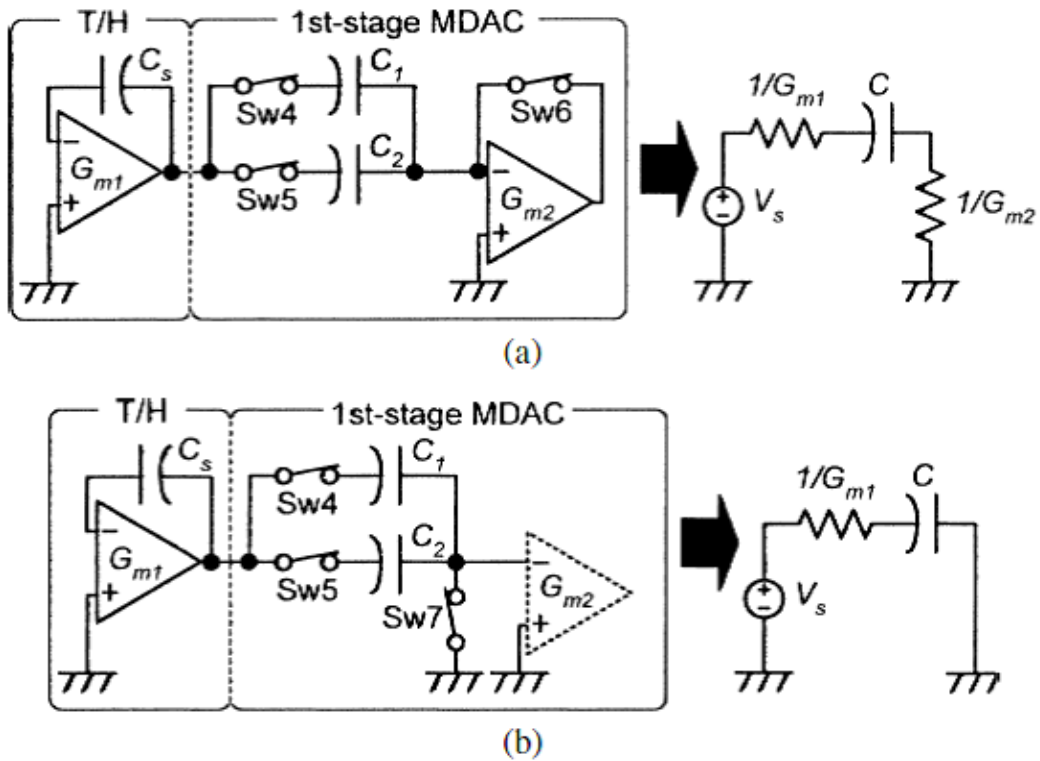 T/H 1st-stage MDAC
Cs C1
Sw4 Sw6 1/Gm1 C
C2
− Gm1 + Sw5 − Gm2 + + − Vs 1/Gm2
(a)
T/H 1st-stage MDAC
Cs C1
Sw4 1/Gm1 C
C2
− Gm1 + Sw5 Sw7 − Gm2 + + − Vs
(b)